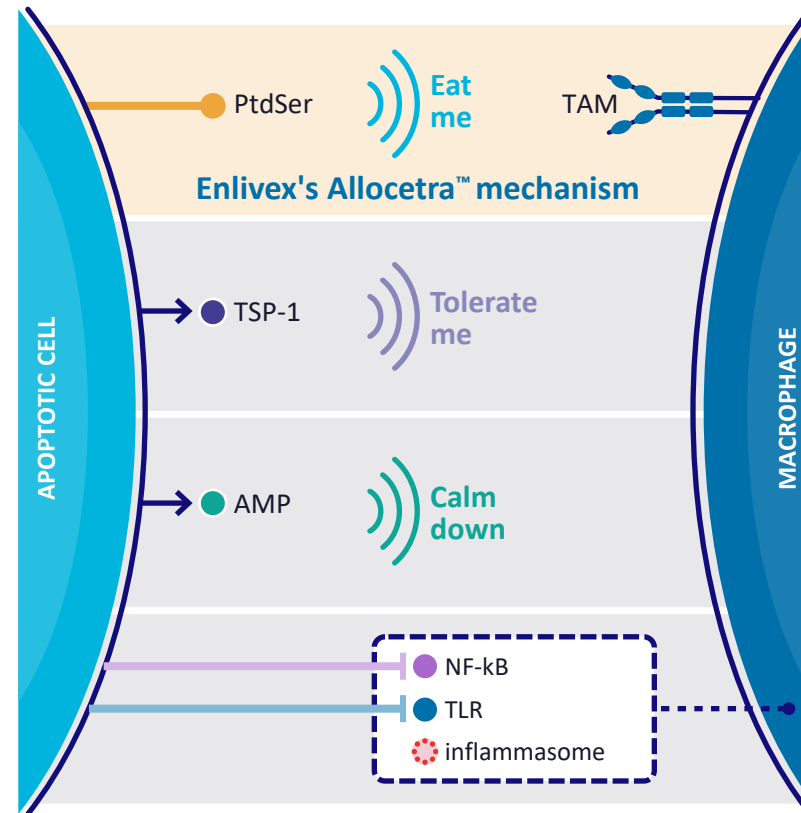 PtdSer
Eat
me
TAM
Enlivex's Allocetra™ mechanism
TSP-1
Tolerate
me
APOPTOTIC CELL
MACROPHAGE
AMP
Calm
down
NF-kB
TLR
inflammasome